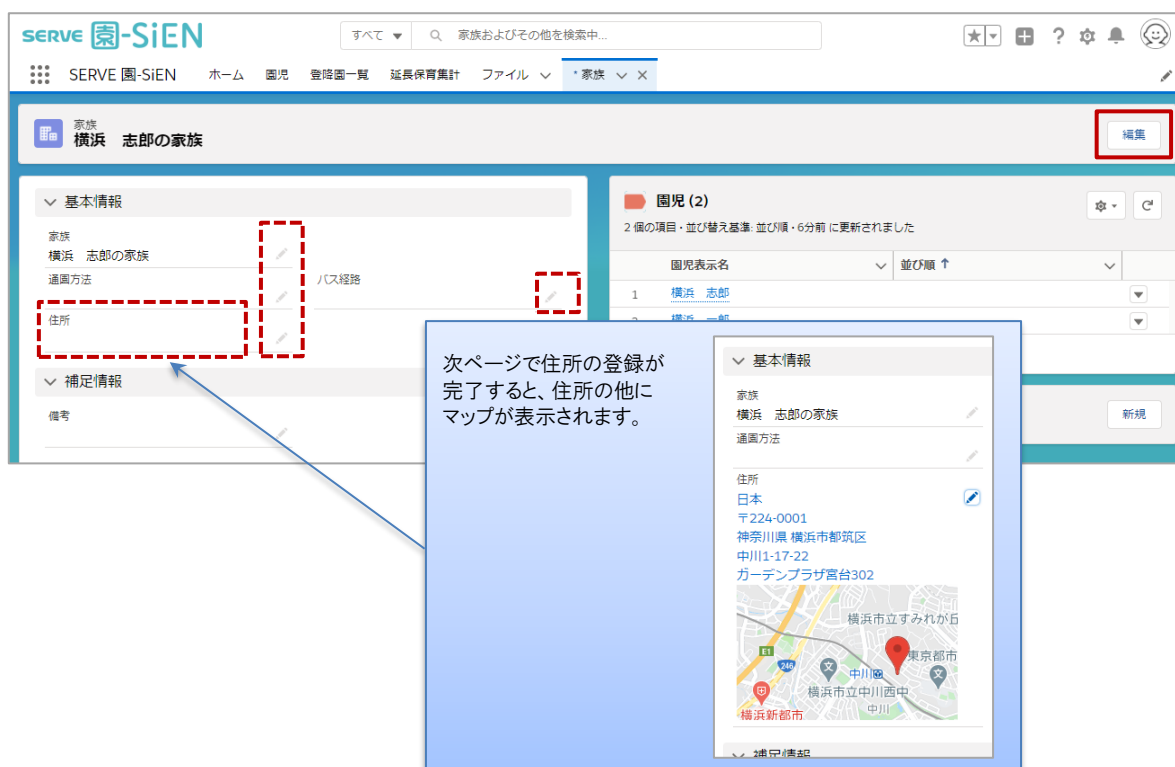 SERVE 園-SiEN
すべて
家族およびその他を検索中...
SERVE 園-SiEN ホーム 園児 登降園一覧 延長保育集計 ファイル * 家族
家族
横浜 志郎の家族
編集
基本情報
家族
横浜 志郎の家族
通園方法
バス経路
住所
補足情報
備考
園児 (2)
2 個の項目・並び替え基準: 並び順・6分前 に更新されました
園児表示名 並び順 ↑
1 横浜 志郎
2 横浜 一郎
新規
次ページで住所の登録が
完了すると、住所の他に
マップが表示されます。
基本情報
家族
横浜 志郎の家族
通園方法
住所
日本
〒224-0001
神奈川県 横浜市都筑区
中川1-17-22
ガーデンプラザ宮台302
横浜市立すみれが丘
E1
246
文
東京都市
文
中川
横浜市立中川西中
中川
横浜新都市
補足情報